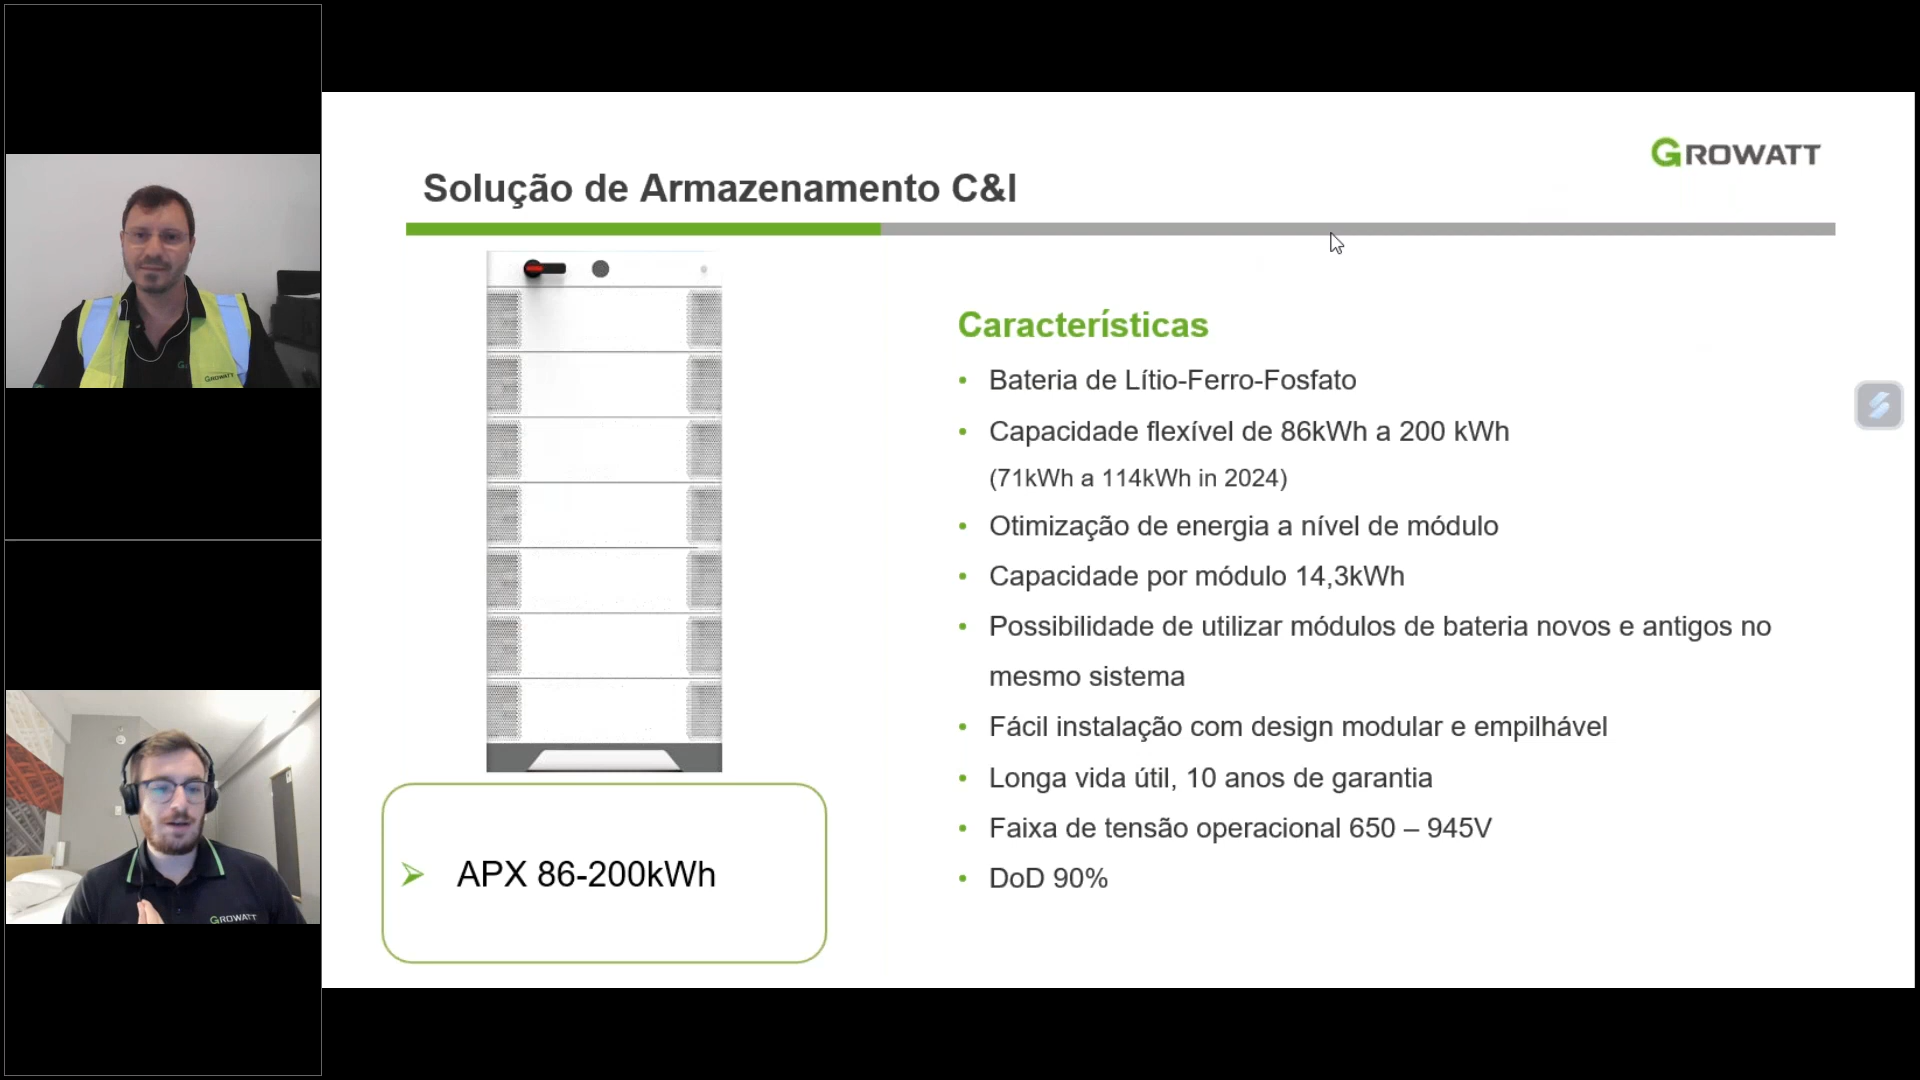 GROWATT
Solução de Armazenamento C&I
Características
• Bateria de Lítio-Ferro-Fosfato
• Capacidade flexível de 86kWh a 200 kWh
(71kWh a 114kWh in 2024)
• Otimização de energia a nível de módulo
• Capacidade por módulo 14,3kWh
• Possibilidade de utilizar módulos de bateria novos e antigos no
mesmo sistema
• Fácil instalação com design modular e empilhável
• Longa vida útil, 10 anos de garantia
• Faixa de tensão operacional 650 – 945V
• DoD 90%
➢ APX 86-200kWh
GROWATT
GROWATT